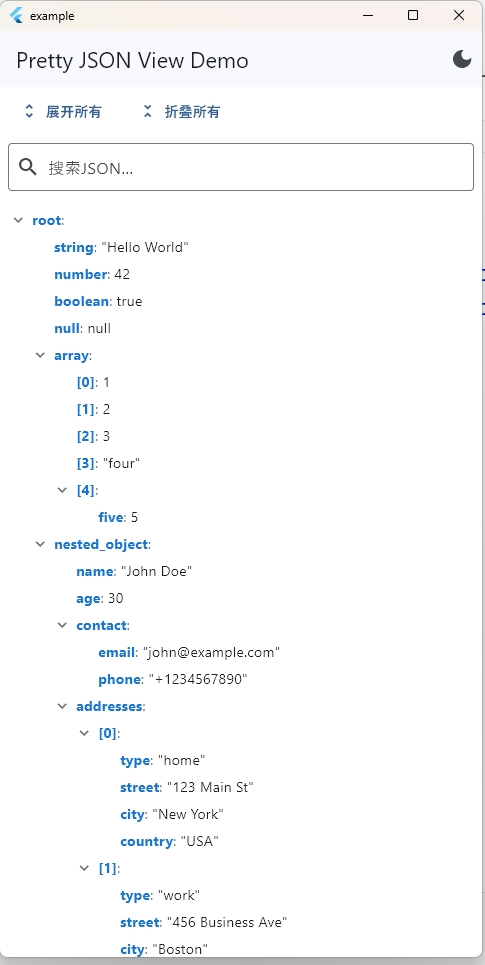 example
Pretty JSON View Demo
展开所有 折叠所有
搜索JSON...
root:
string: "Hello World"
number: 42
boolean: true
null: null
array:
[0]: 1
[1]: 2
[2]: 3
[3]: "four"
[4]:
five: 5
nested_object:
name: "John Doe"
age: 30
contact:
email: "john@example.com"
phone: "+1234567890"
addresses:
[0]:
type: "home"
street: "123 Main St"
city: "New York"
country: "USA"
[1]:
type: "work"
street: "456 Business Ave"
city: "Boston"